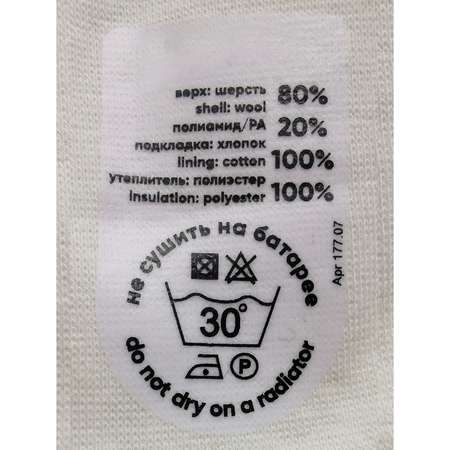 верх: шерсть 80%
shell: wool
полиамид/PA 20%
подкладка: хлопок
lining: cotton 100%
утеплитель: полиэстер
insulation: polyester 100%
Арт 177.07
не сушить на батарее
30°
P
do not dry on a radiator